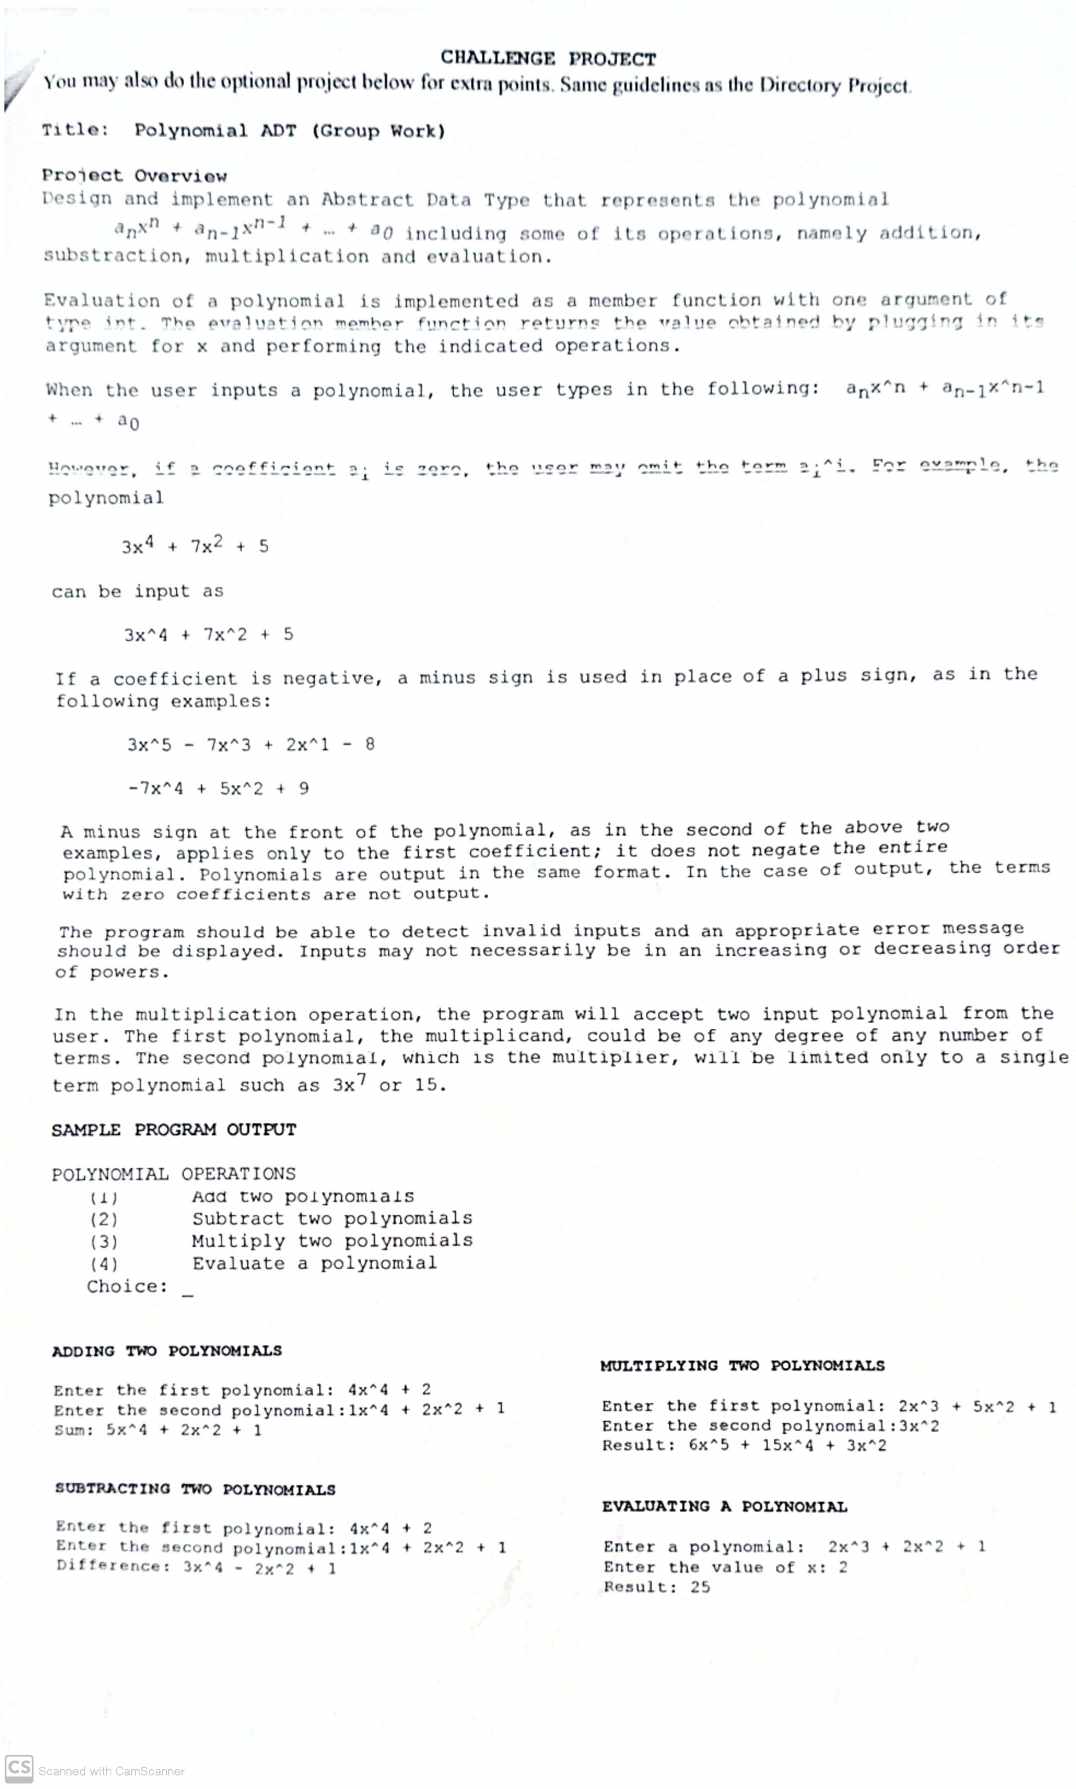 CHALLENGE PROJECT
You may also do the optional project below for extra points. Same guidelines as the Directory Project.
Title: Polynomial ADT (Group Work)
Project Overview
Design and implement an Abstract Data Type that represents the polynomial
aₙxⁿ + aₙ₋₁xⁿ⁻¹ + … + a₀ including some of its operations, namely addition,
substraction, multiplication and evaluation.
Evaluation of a polynomial is implemented as a member function with one argument of
type int. The evaluation member function returns the value obtained by plugging in its
argument for x and performing the indicated operations.
When the user inputs a polynomial, the user types in the following: aₙx^n + aₙ₋₁x^n-1
+ … + a₀
However, if a coefficient aᵢ is zero, the user may omit the term aᵢ^i. For example, the
polynomial
3x⁴ + 7x² + 5
can be input as
3x^4 + 7x^2 + 5
If a coefficient is negative, a minus sign is used in place of a plus sign, as in the
following examples:
3x^5 - 7x^3 + 2x^1 - 8
-7x^4 + 5x^2 + 9
A minus sign at the front of the polynomial, as in the second of the above two
examples, applies only to the first coefficient; it does not negate the entire
polynomial. Polynomials are output in the same format. In the case of output, the terms
with zero coefficients are not output.
The program should be able to detect invalid inputs and an appropriate error message
should be displayed. Inputs may not necessarily be in an increasing or decreasing order
of powers.
In the multiplication operation, the program will accept two input polynomial from the
user. The first polynomial, the multiplicand, could be of any degree of any number of
terms. The second polynomial, which is the multiplier, will be limited only to a single
term polynomial such as 3x⁷ or 15.
SAMPLE PROGRAM OUTPUT
POLYNOMIAL OPERATIONS
(1) Add two polynomials
(2) Subtract two polynomials
(3) Multiply two polynomials
(4) Evaluate a polynomial
Choice: _
ADDING TWO POLYNOMIALS
Enter the first polynomial: 4x^4 + 2
Enter the second polynomial:1x^4 + 2x^2 + 1
Sum: 5x^4 + 2x^2 + 1
SUBTRACTING TWO POLYNOMIALS
Enter the first polynomial: 4x^4 + 2
Enter the second polynomial:1x^4 + 2x^2 + 1
Difference: 3x^4 - 2x^2 + 1
MULTIPLYING TWO POLYNOMIALS
Enter the first polynomial: 2x^3 + 5x^2 + 1
Enter the second polynomial:3x^2
Result: 6x^5 + 15x^4 + 3x^2
EVALUATING A POLYNOMIAL
Enter a polynomial: 2x^3 + 2x^2 + 1
Enter the value of x: 2
Result: 25
CS Scanned with CamScanner